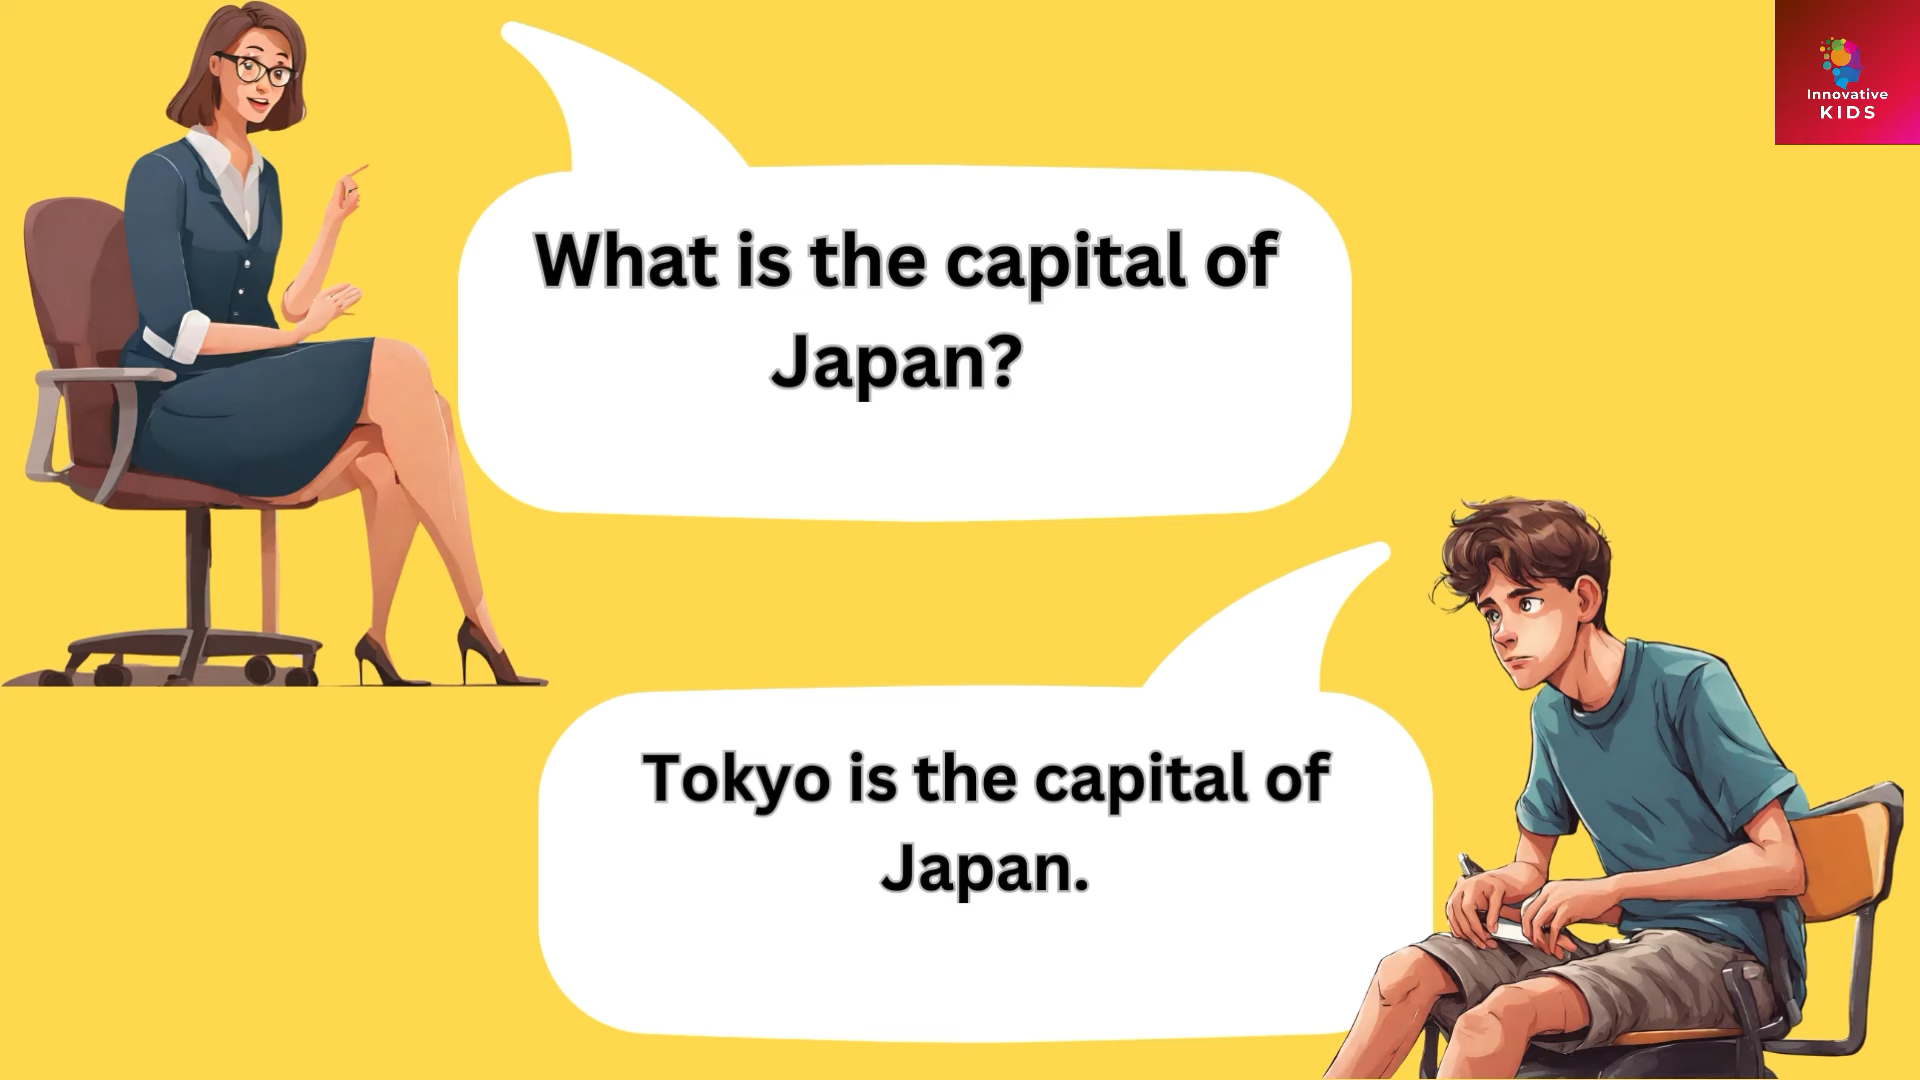 Innovative
KIDS
What is the capital of
Japan?
Tokyo is the capital of
Japan.